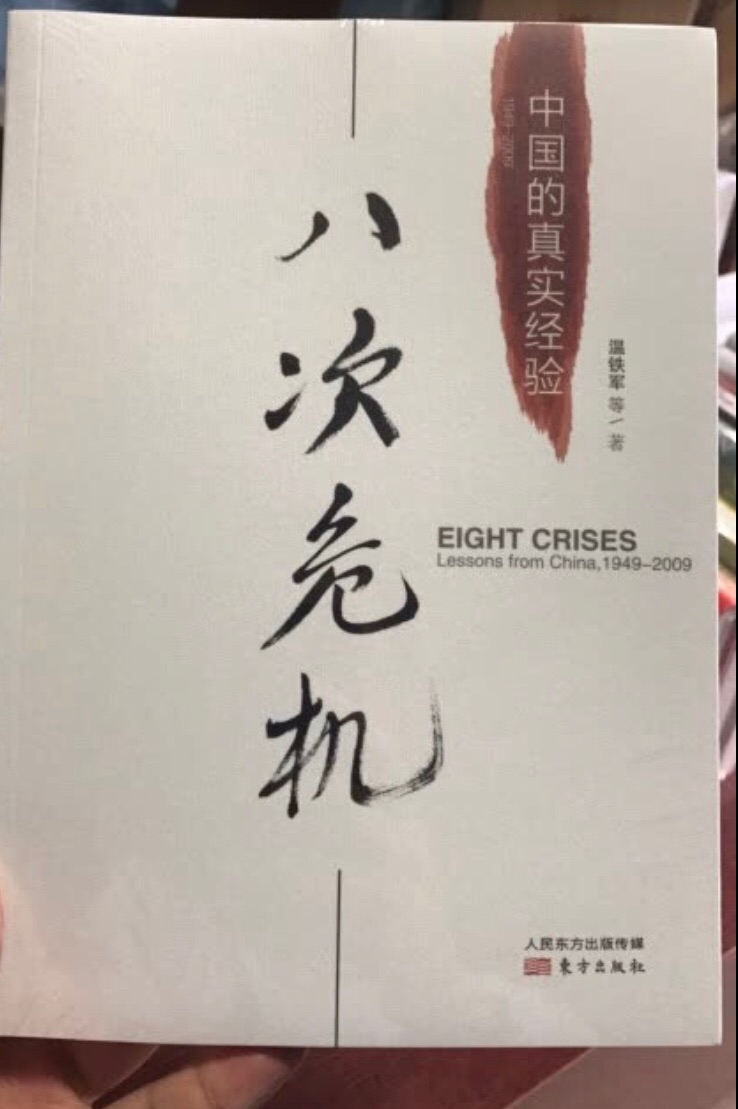 八次危机
中国的真实经验
1949-2009
温铁军 等/著
EIGHT CRISES
Lessons from China,1949-2009
人民东方出版传媒
东方出版社